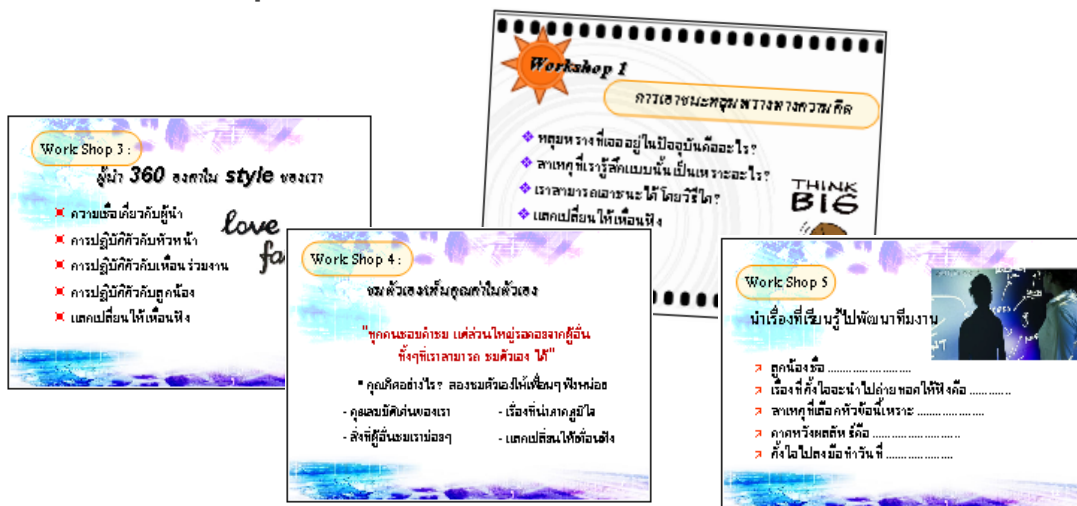 Workshop 1
การเอาชนะหลุมพรางทางความคิด
หลุมพรางที่เจออยู่ในปัจจุบันคืออะไร?
สาเหตุที่เรารู้สึกแบบนั้นเป็นเพราะอะไร?
เราสามารถเอาชนะได้โดยวิธีใด?
แลกเปลี่ยนให้เพื่อนฟัง
THINK
BIG
Work Shop 3 :
ผู้นำ 360 องศาใน style ของเรา
ความเชื่อเกี่ยวกับผู้นำ
การปฏิบัติตัวกับหัวหน้า
การปฏิบัติตัวกับเพื่อนร่วมงาน
การปฏิบัติตัวกับลูกน้อง
แลกเปลี่ยนให้เพื่อนฟัง
love
fa
Work Shop 4 :
ชมตัวเองเห็นคุณค่าในตัวเอง
"ทุกคนชอบคำชม แต่ส่วนใหญ่รอคอยจากผู้อื่น
ทั้งๆที่เราสามารถ ชมตัวเอง ได้"
* คุณคิดอย่างไร? ลองชมตัวเองให้เพื่อนๆ ฟังหน่อย
- คุณสมบัติเด่นของเรา
- เรื่องที่น่าภาคภูมิใจ
- สิ่งที่ผู้อื่นชมเราบ่อยๆ
- แลกเปลี่ยนให้เพื่อนฟัง
Work Shop 5
นำเรื่องที่เรียนรู้ไปพัฒนาทีมงาน
ลูกน้องชื่อ ........................
เรื่องที่ตั้งใจจะนำไปถ่ายทอดให้ฟังคือ ............
สาเหตุที่เลือกหัวข้อนี้เพราะ ...................
คาดหวังผลลัพธ์คือ .........................
ตั้งใจไปลงมือทำวันที่ ...................